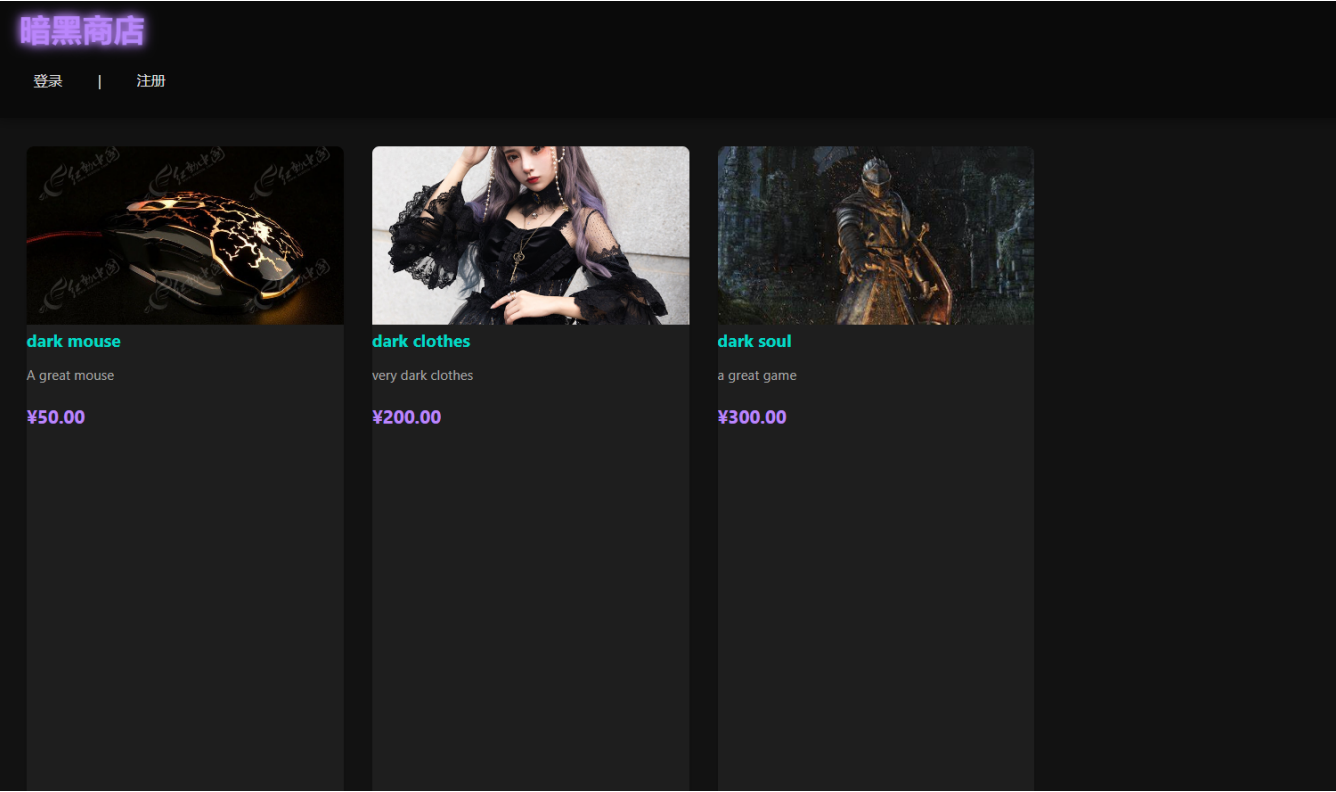 暗黑商店
登录 | 注册
dark mouse
A great mouse
¥50.00
dark clothes
very dark clothes
¥200.00
dark soul
a great game
¥300.00